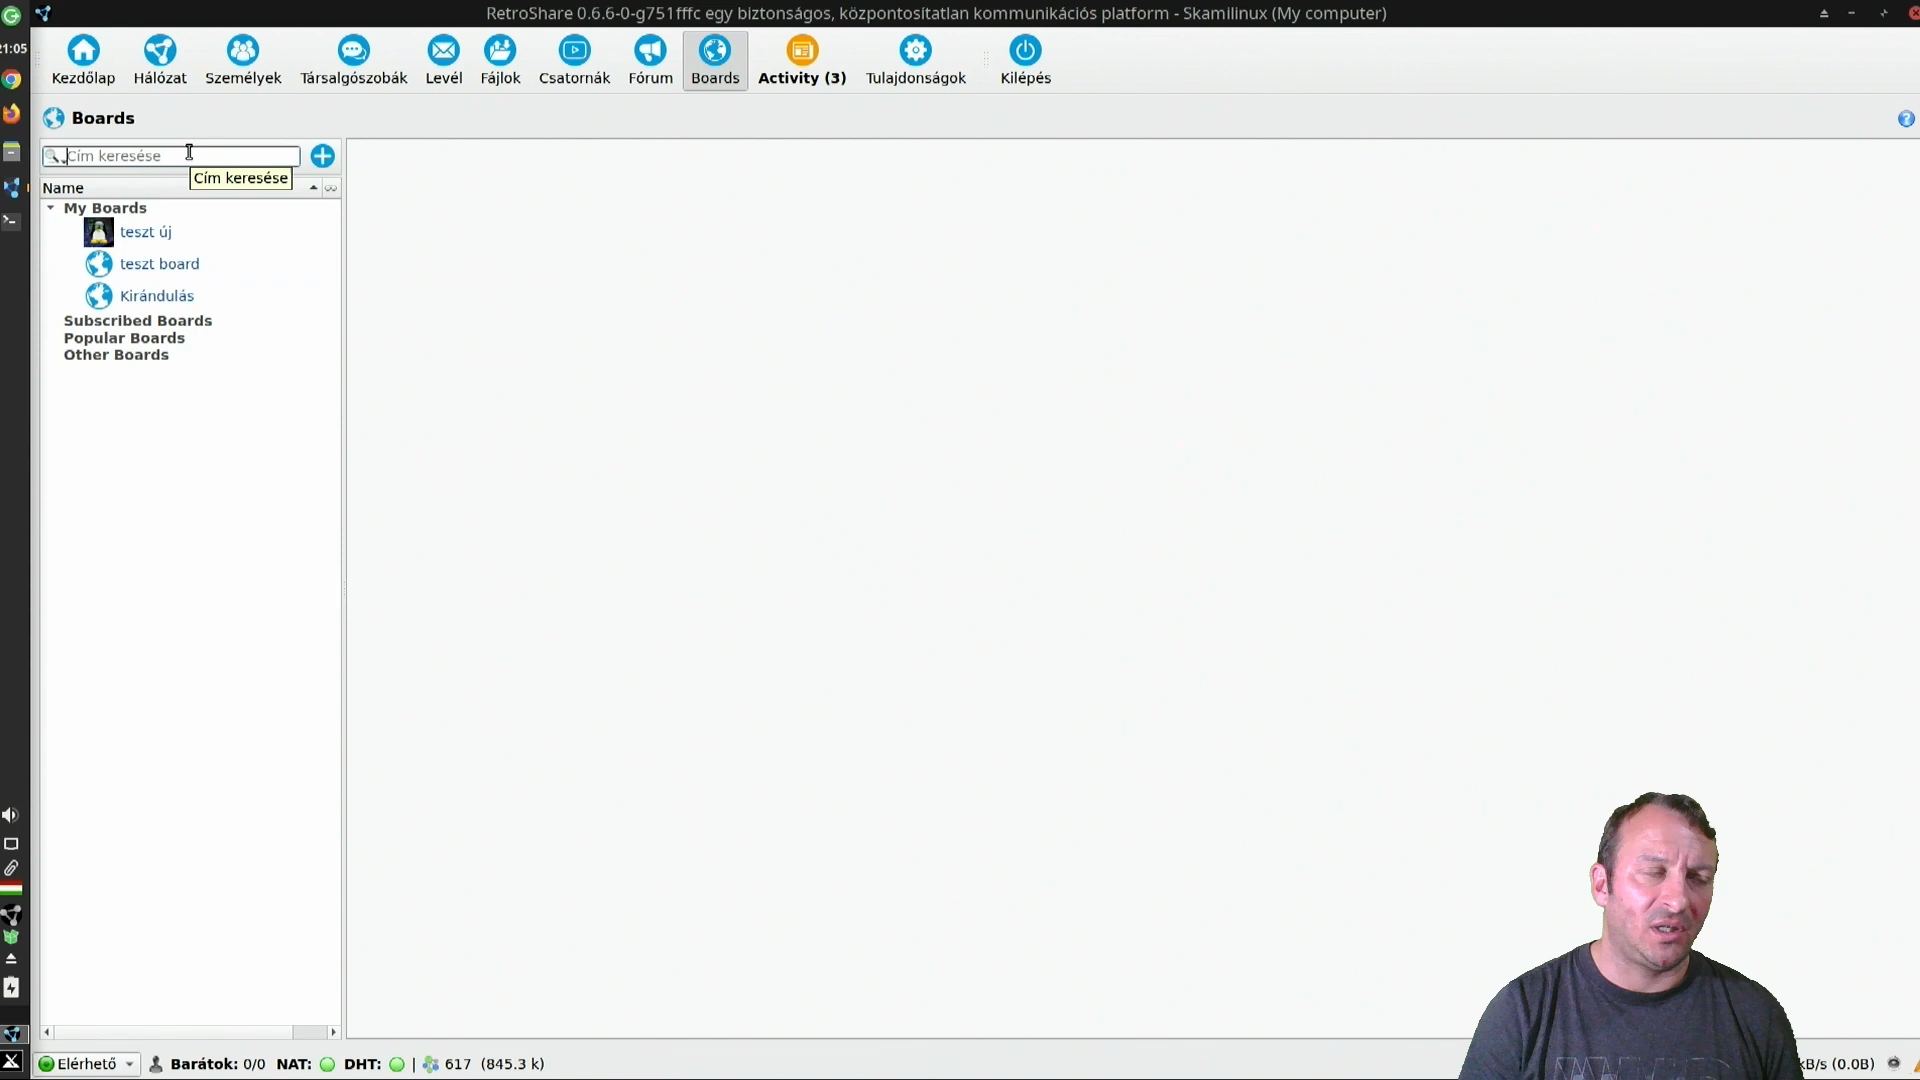 RetroShare 0.6.6-0-g751fffc egy biztonságos, központosítatlan kommunikációs platform - Skamilinux (My computer)
21:05
Kezdőlap Hálózat Személyek Társalgószobák Levél Fájlok Csatornák Fórum Boards Activity (3) Tulajdonságok Kilépés
Boards
Cím keresése
Cím keresése
Name
My Boards
teszt új
teszt board
Kirándulás
Subscribed Boards
Popular Boards
Other Boards
Elérhető Barátok: 0/0 NAT: DHT: | 617 (845.3 k) kB/s (0.0B)